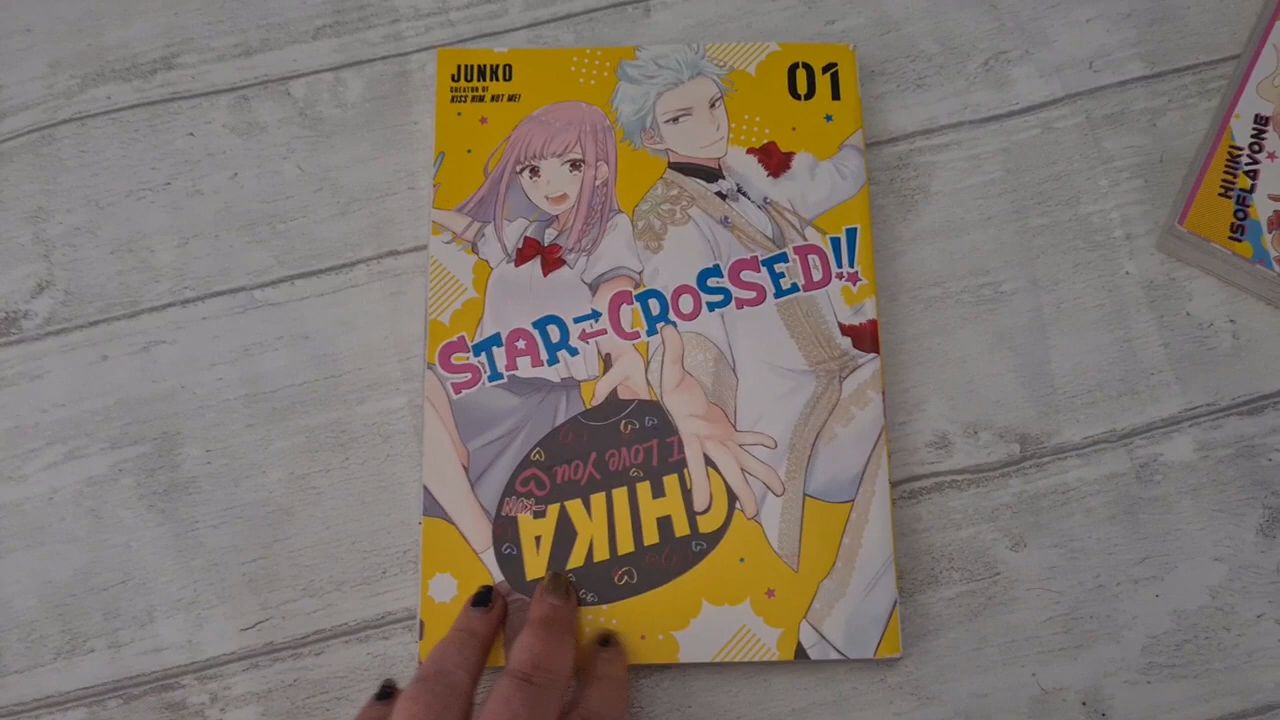 JUNKO
CREATOR OF
KISS HIM, NOT ME!
01
STAR⇄CROSSED!!
I Love You
CHIKA
-KUN
HIJIKI
ISOFLAVONE